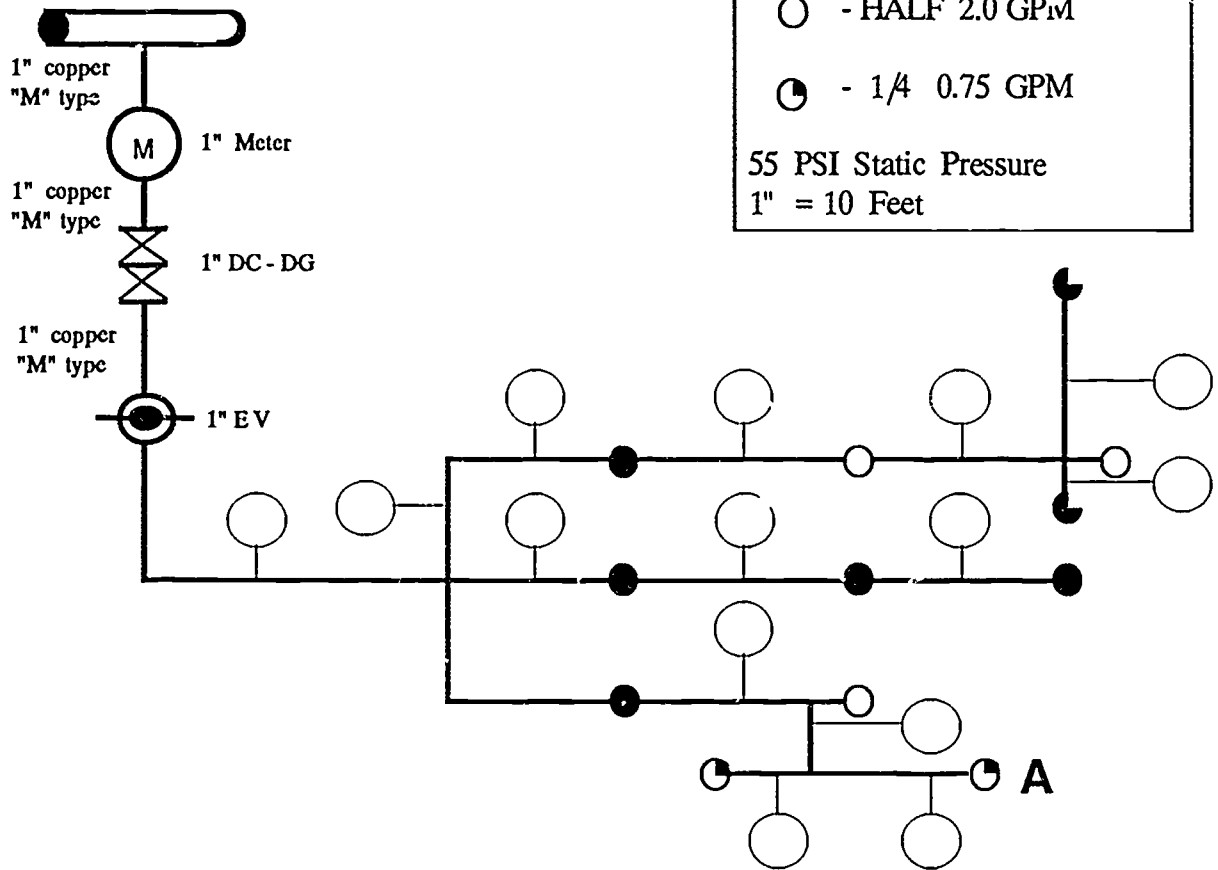 - HALF 2.0 GPM
1" copper
"M" type
- 1/4 0.75 GPM
M
1" Meter
55 PSI Static Pressure
1" = 10 Feet
1" copper
"M" type
1" DC - DG
1" copper
"M" type
1" EV
A